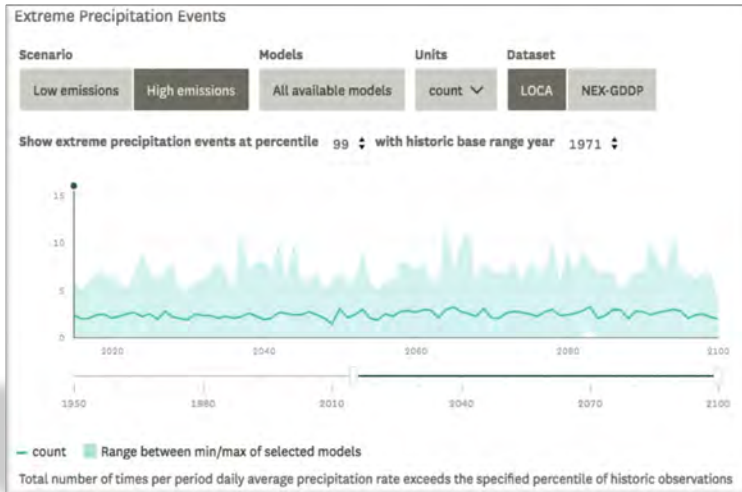 Extreme Precipitation Events
Scenario Models Units Dataset
Low emissions High emissions All available models count LOCA NEX-GDDP
Show extreme precipitation events at percentile 99 with historic base range year 1971
15
10
5
0
2020 2040 2060 2080 2100
1950 1980 2010 2040 2070 2100
count Range between min/max of selected models
Total number of times per period daily average precipitation rate exceeds the specified percentile of historic observations